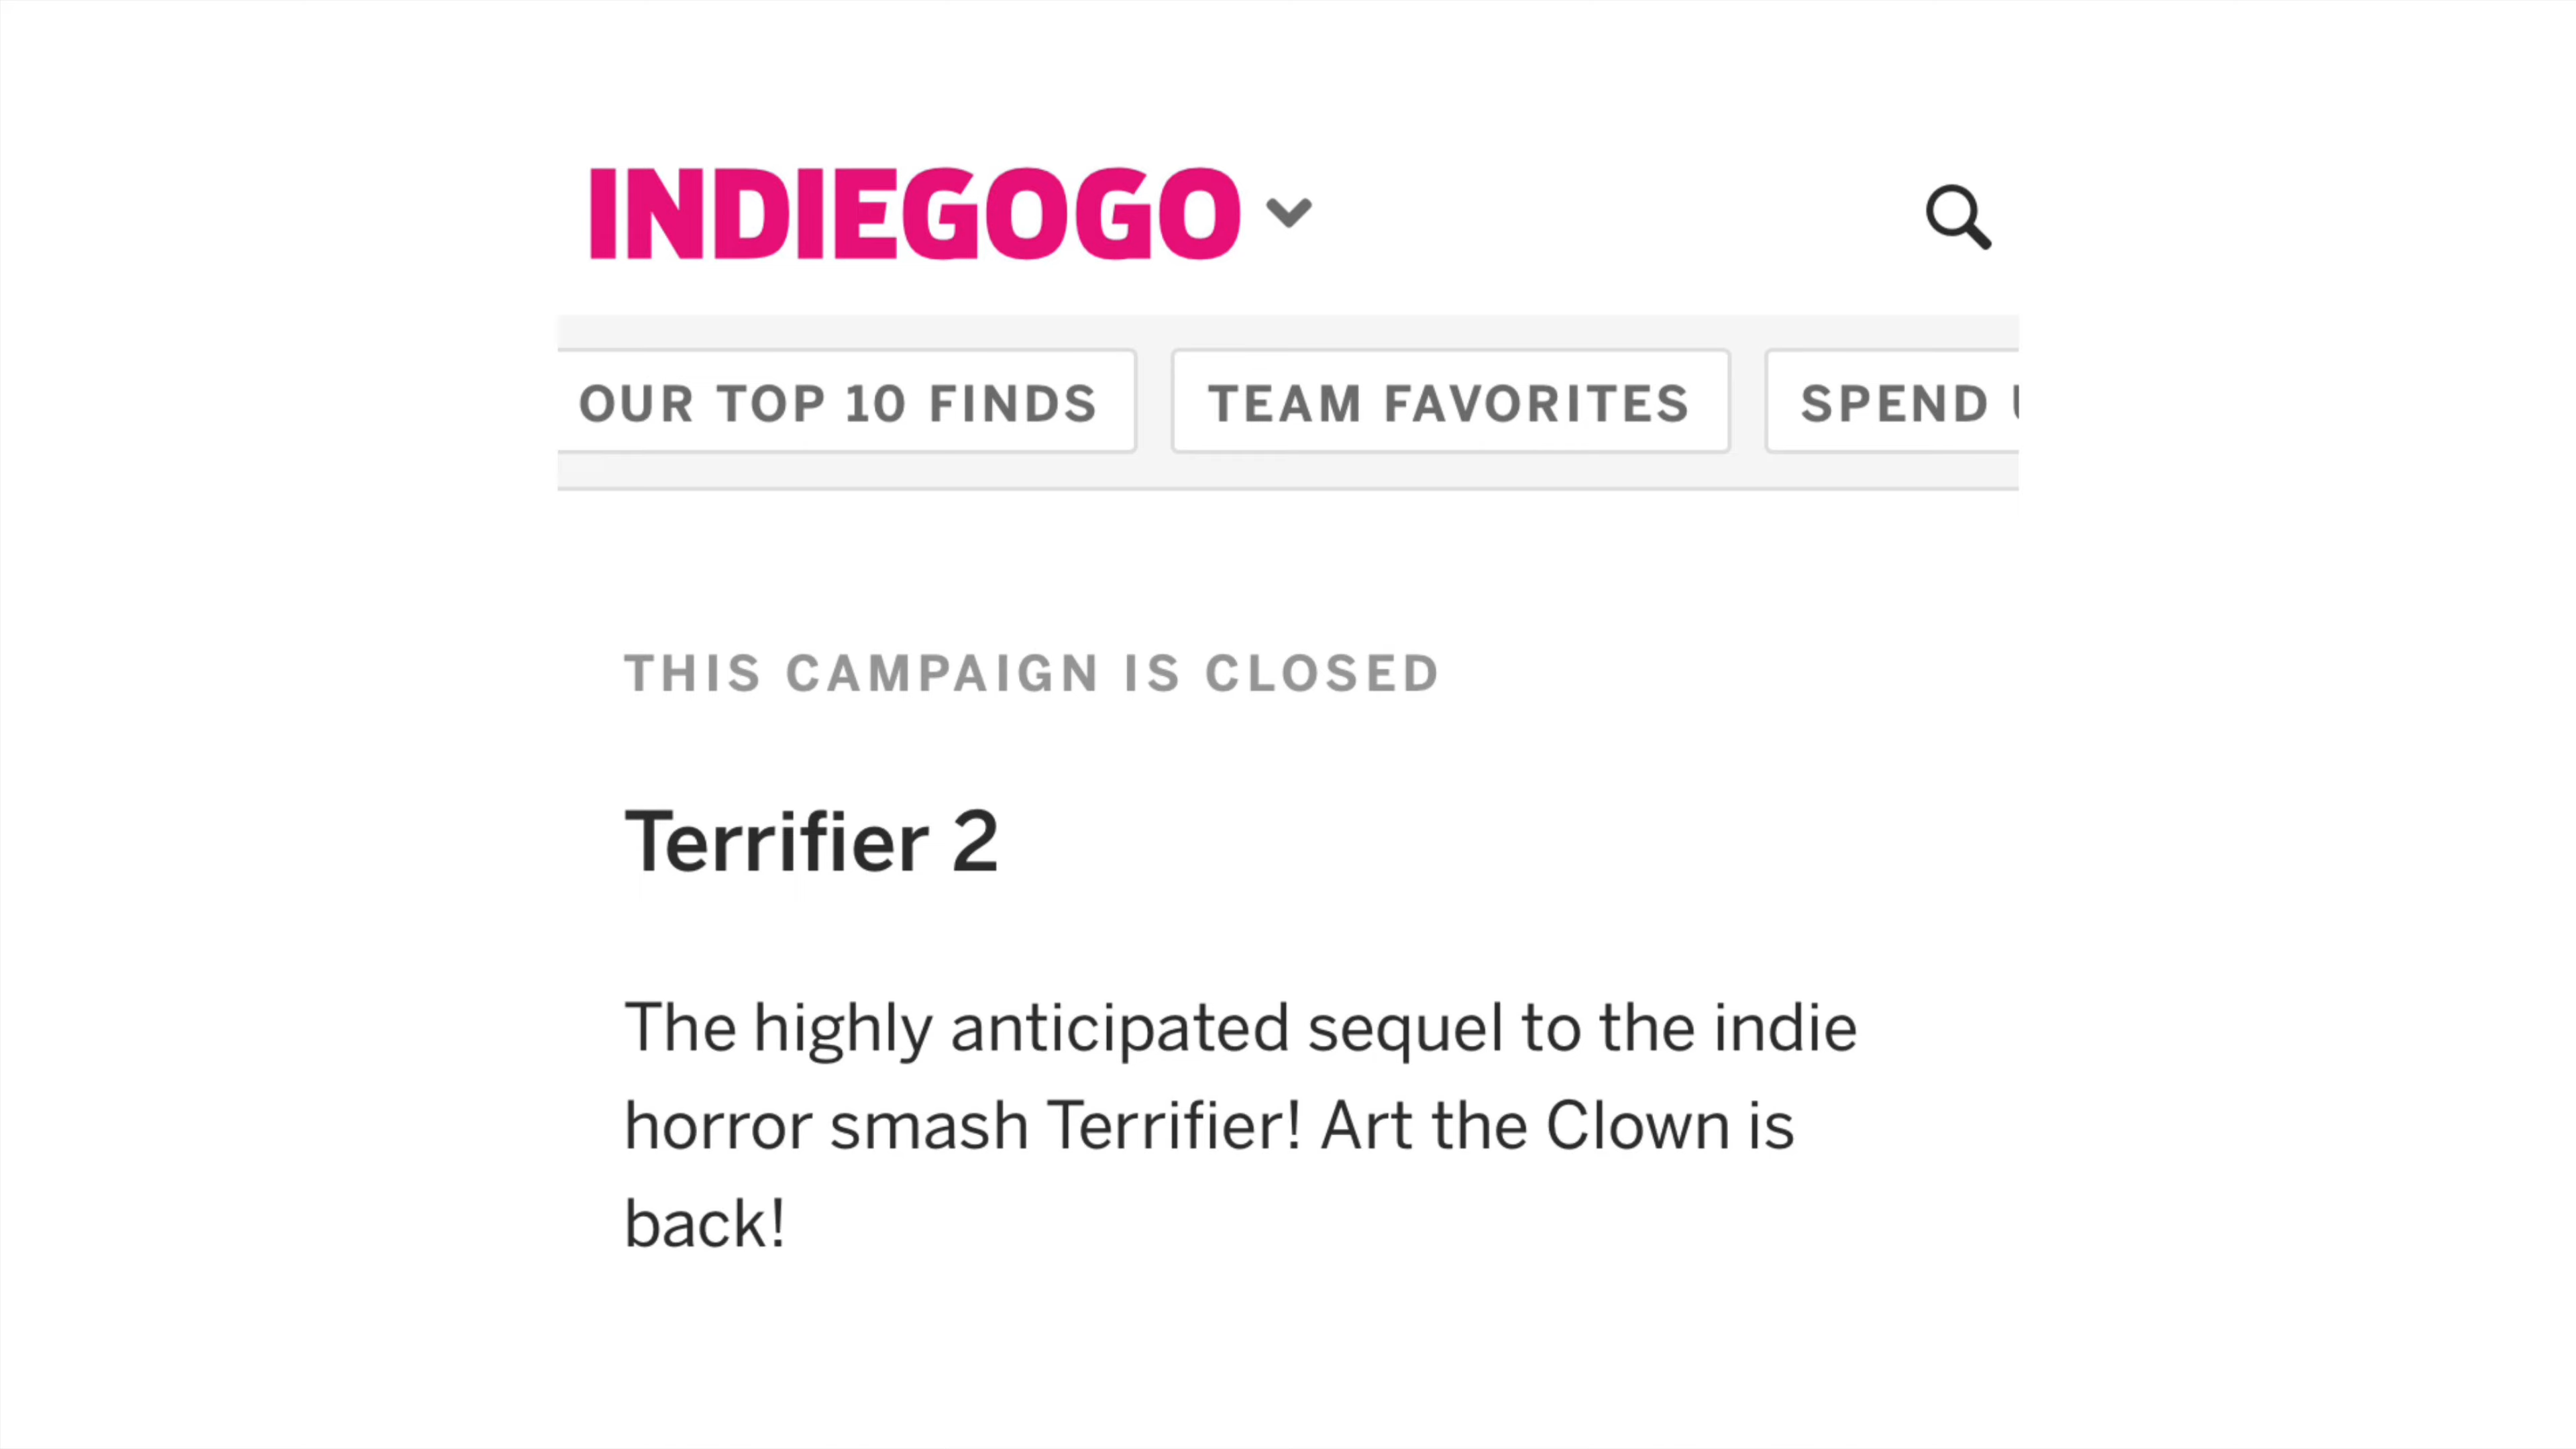 INDIEGOGO
OUR TOP 10 FINDS
TEAM FAVORITES
SPEND
THIS CAMPAIGN IS CLOSED
Terrifier 2
The highly anticipated sequel to the indie
horror smash Terrifier! Art the Clown is
back!